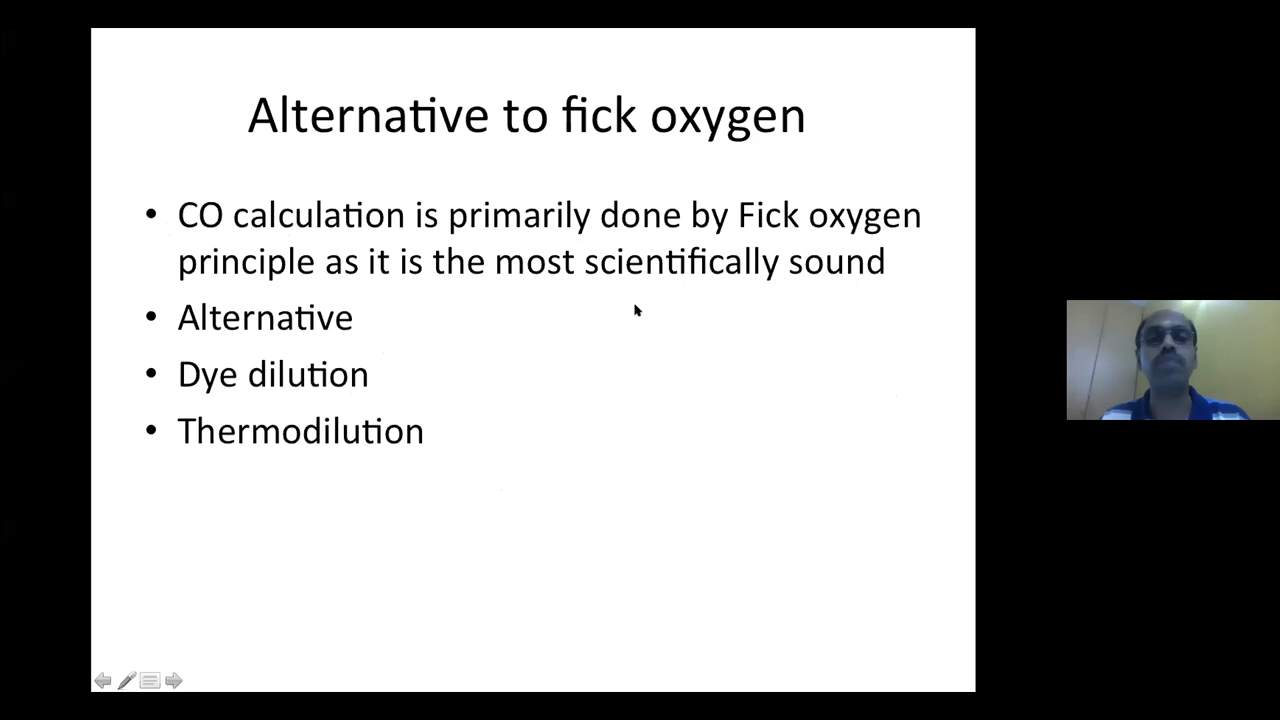 Alternative to fick oxygen
• CO calculation is primarily done by Fick oxygen
principle as it is the most scientifically sound
• Alternative
• Dye dilution
• Thermodilution